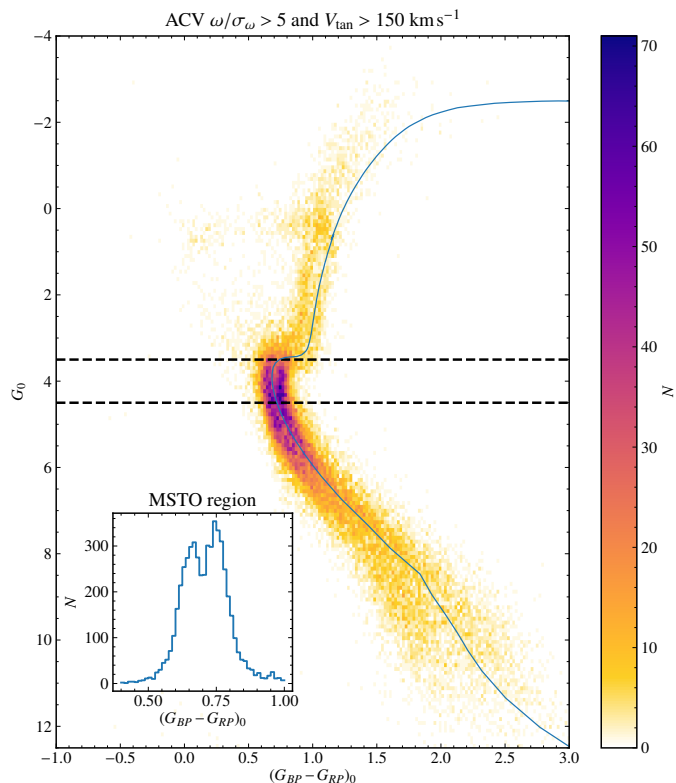 ACV ω/σ_ω > 5 and V_tan > 150 km s⁻¹
−4
−2
0
2
4
6
8
10
12
G₀
−1.0 −0.5 0.0 0.5 1.0 1.5 2.0 2.5 3.0
(G_BP − G_RP)₀
MSTO region
300
200
100
0
N
0.50 0.75 1.00
(G_BP − G_RP)₀
70
60
50
40
30
20
10
0
N